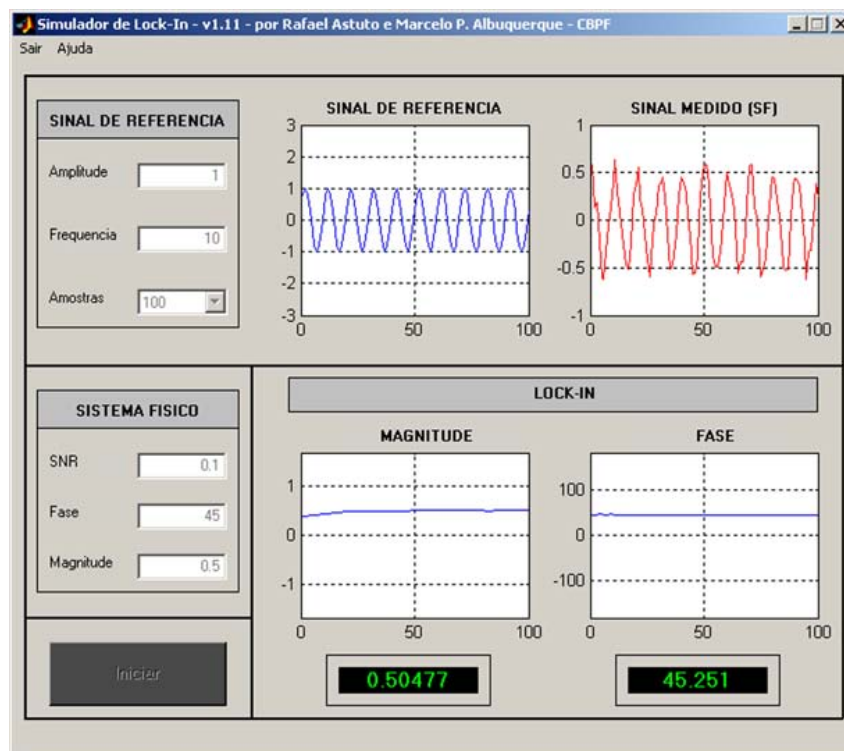 Simulador de Lock-In - v1.11 - por Rafael Astuto e Marcelo P. Albuquerque - CBPF
Sair Ajuda
SINAL DE REFERENCIA
Amplitude 1
Frequencia 10
Amostras 100
SINAL DE REFERENCIA
3
2
1
0
-1
-2
-3
0 50 100
SINAL MEDIDO (SF)
1
0.5
0
-0.5
-1
0 50 100
SISTEMA FISICO
SNR 0.1
Fase 45
Magnitude 0.5
Iniciar
LOCK-IN
MAGNITUDE
1
0
-1
0 50 100
0.50477
FASE
100
0
-100
0 50 100
45.251